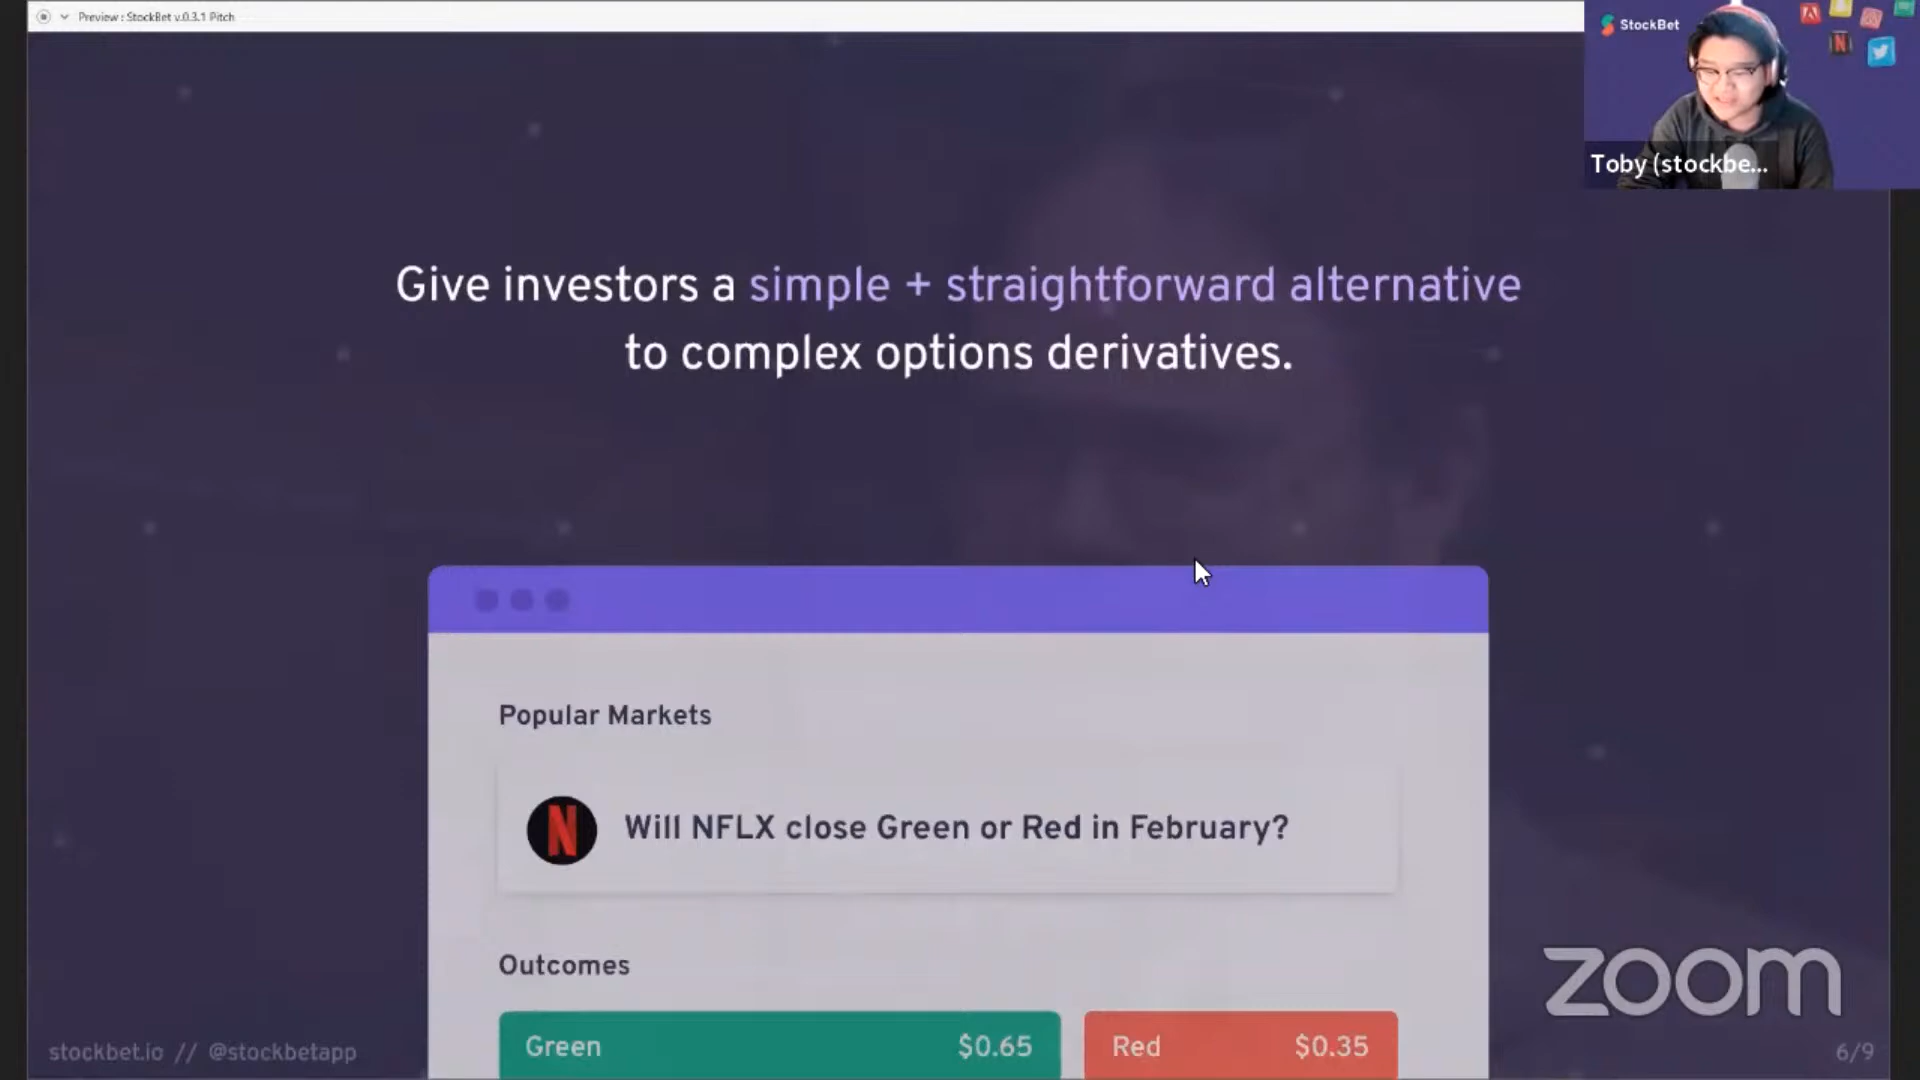 Preview : StockBet v.0.3.1 Pitch
StockBet
Toby (stockbe...
Give investors a simple + straightforward alternative
to complex options derivatives.
Popular Markets
N
Will NFLX close Green or Red in February?
Outcomes
Green $0.65
Red $0.35
zoom
stockbet.io // @stockbetapp
6/9